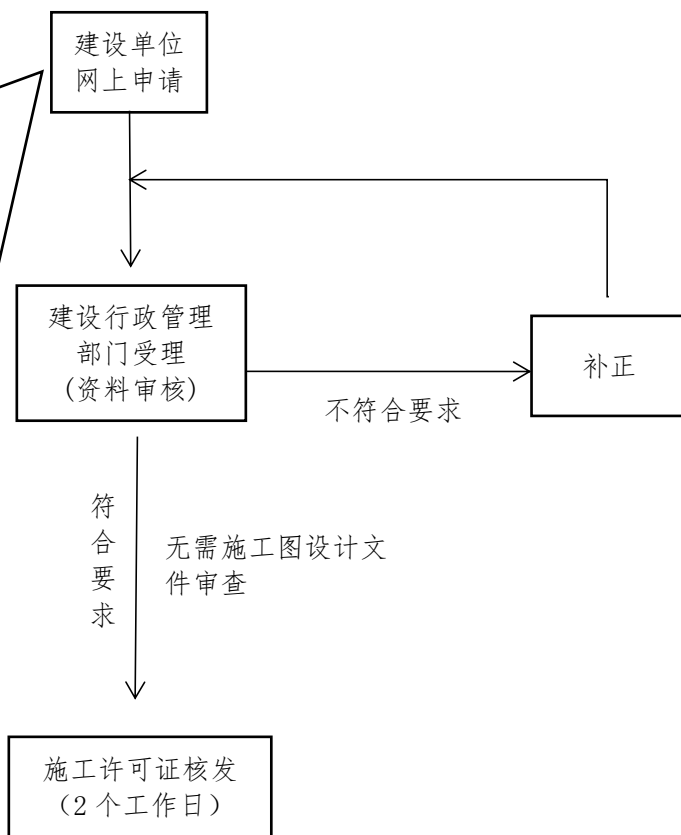 建设单位
网上申请
建设行政管理
部门受理
(资料审核)
补正
不符合要求
符合要求
无需施工图设计文
件审查
施工许可证核发
（2 个工作日）